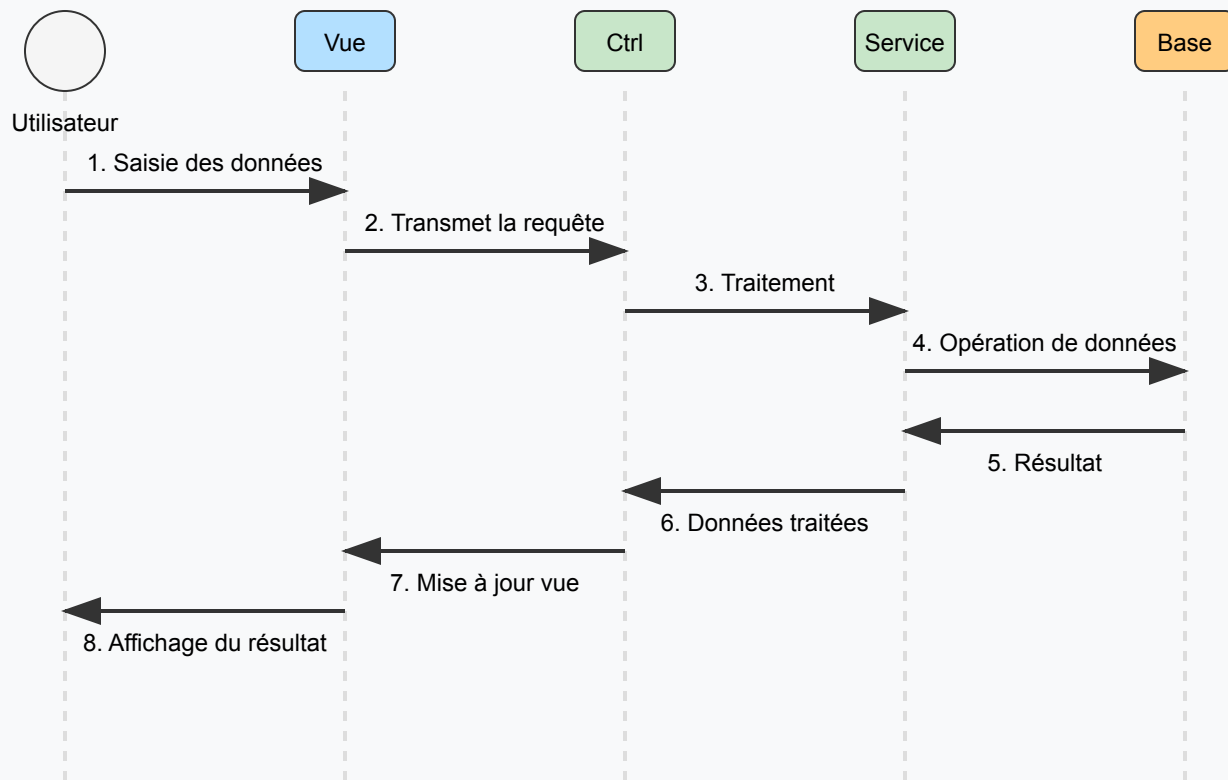 Vue
Ctrl
Service
Base
Utilisateur
1. Saisie des données
2. Transmet la requête
3. Traitement
4. Opération de données
5. Résultat
6. Données traitées
7. Mise à jour vue
8. Affichage du résultat